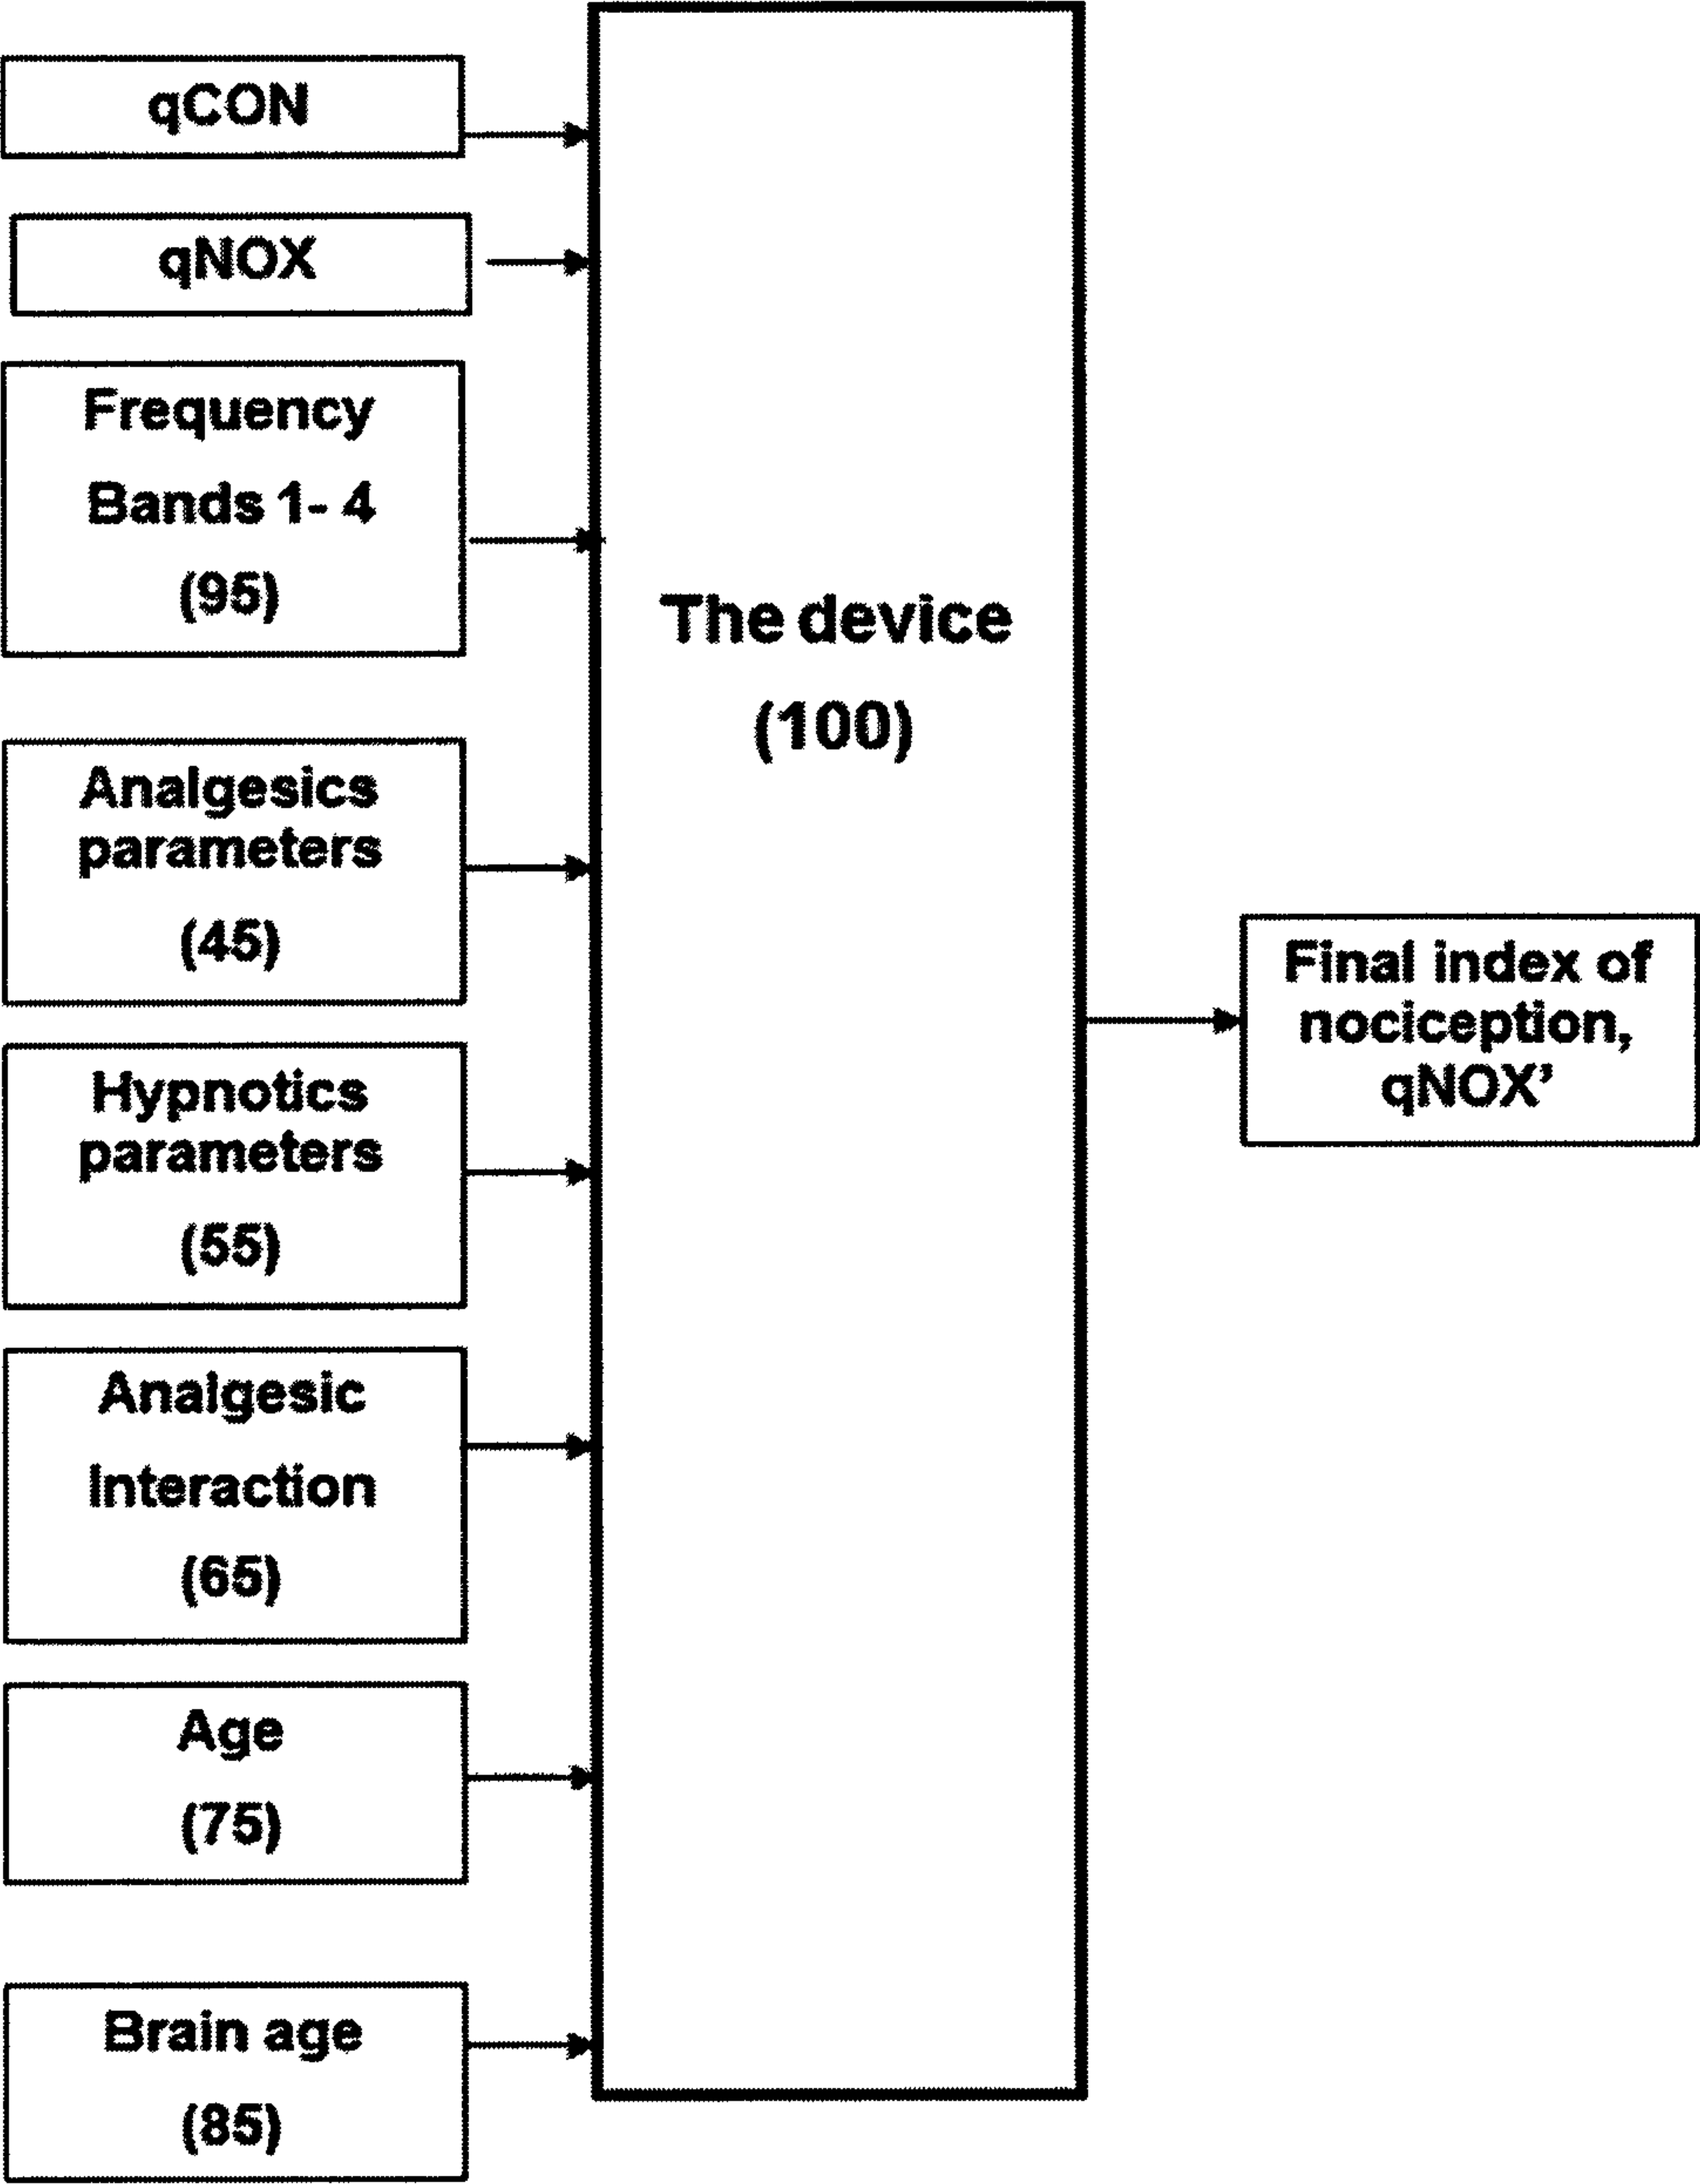 qCON
qNOX
Frequency
Bands 1- 4
(95)
Analgesics
parameters
(45)
Hypnotics
parameters
(55)
Analgesic
Interaction
(65)
Age
(75)
Brain age
(85)
The device
(100)
Final index of
nociception,
qNOX’